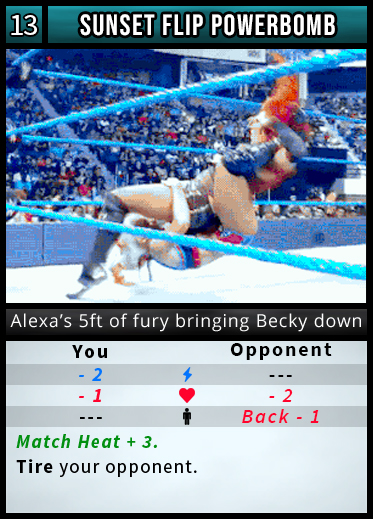 13 SUNSET FLIP POWERBOMB
Alexa's 5ft of fury bringing Becky down
You Opponent
- 2 ---
- 1 - 2
--- Back - 1
Match Heat + 3.
Tire your opponent.